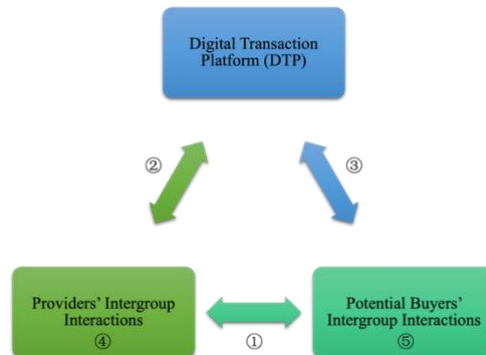 Digital Transaction
Platform (DTP)
②
③
Providers' Intergroup
Interactions
④
①
Potential Buyers'
Intergroup Interactions
⑤